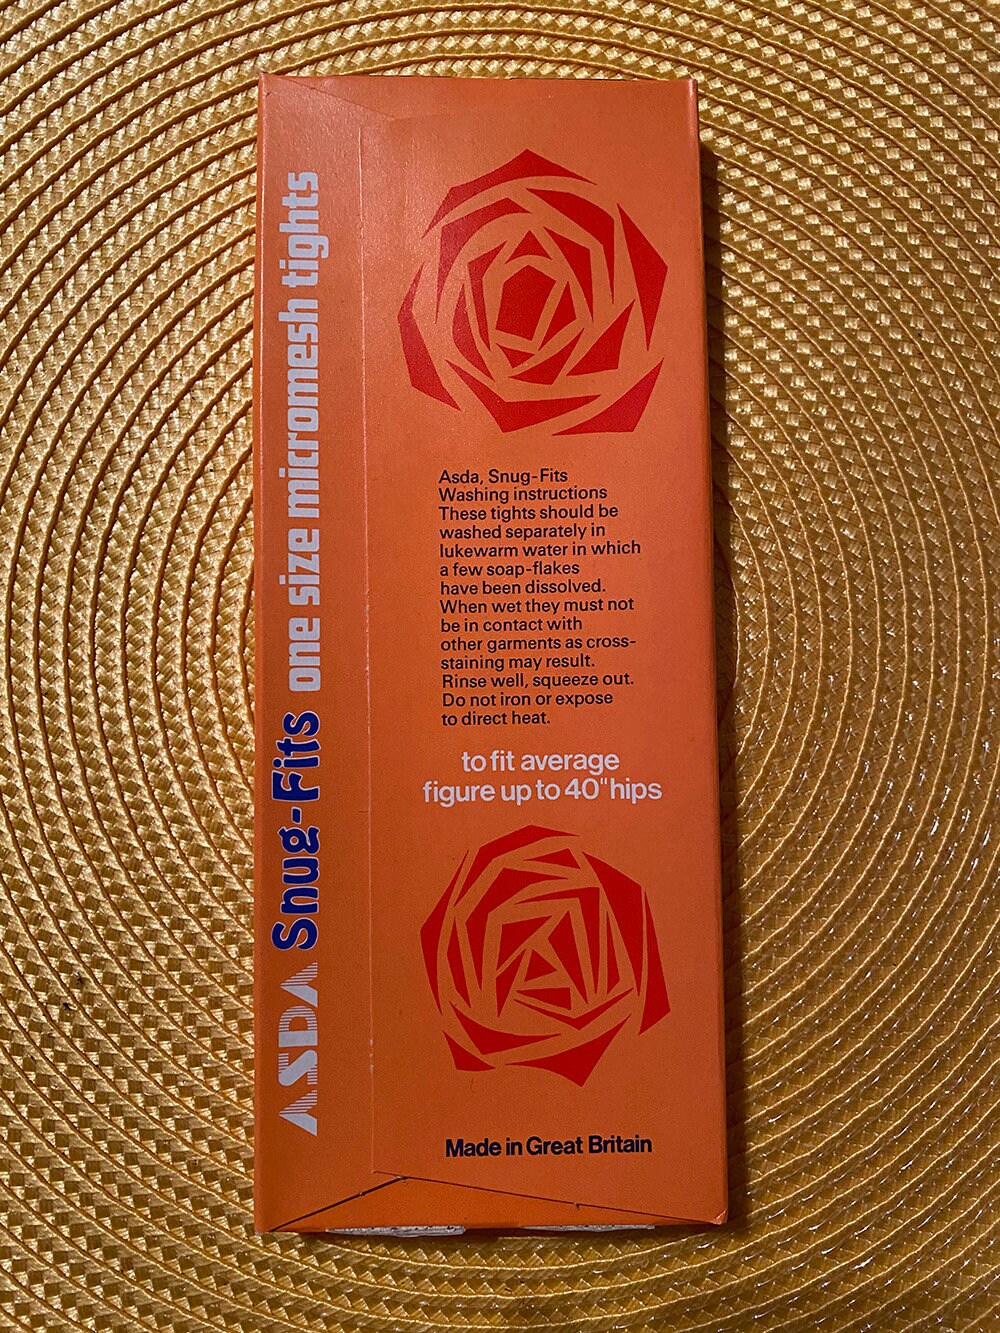 ASDA Snug-Fits one size micromesh tights
Asda, Snug-Fits
Washing instructions
These tights should be
washed separately in
lukewarm water in which
a few soap-flakes
have been dissolved.
When wet they must not
be in contact with
other garments as cross-
staining may result.
Rinse well, squeeze out.
Do not iron or expose
to direct heat.
to fit average
figure up to 40" hips
Made in Great Britain